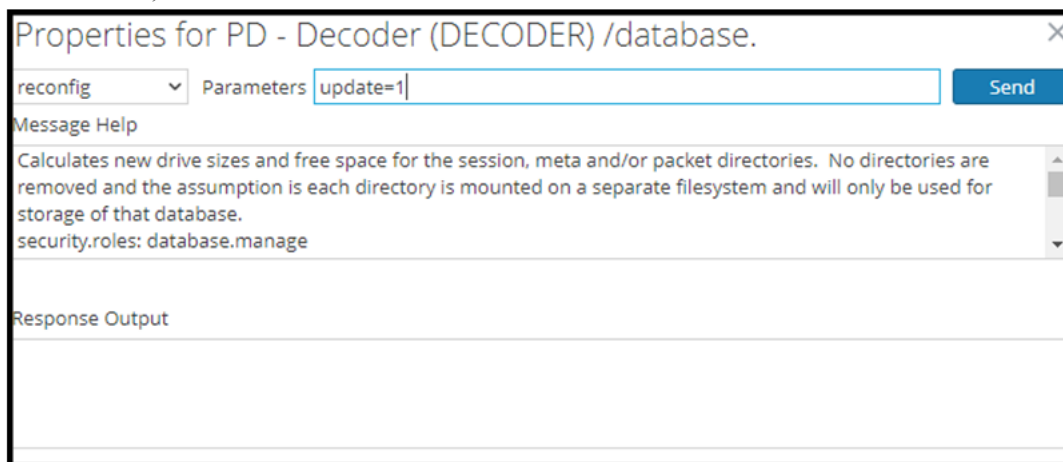 Properties for PD - Decoder (DECODER) /database.
reconfig Parameters update=1 Send
Message Help
Calculates new drive sizes and free space for the session, meta and/or packet directories. No directories are
removed and the assumption is each directory is mounted on a separate filesystem and will only be used for
storage of that database.
security.roles: database.manage
Response Output